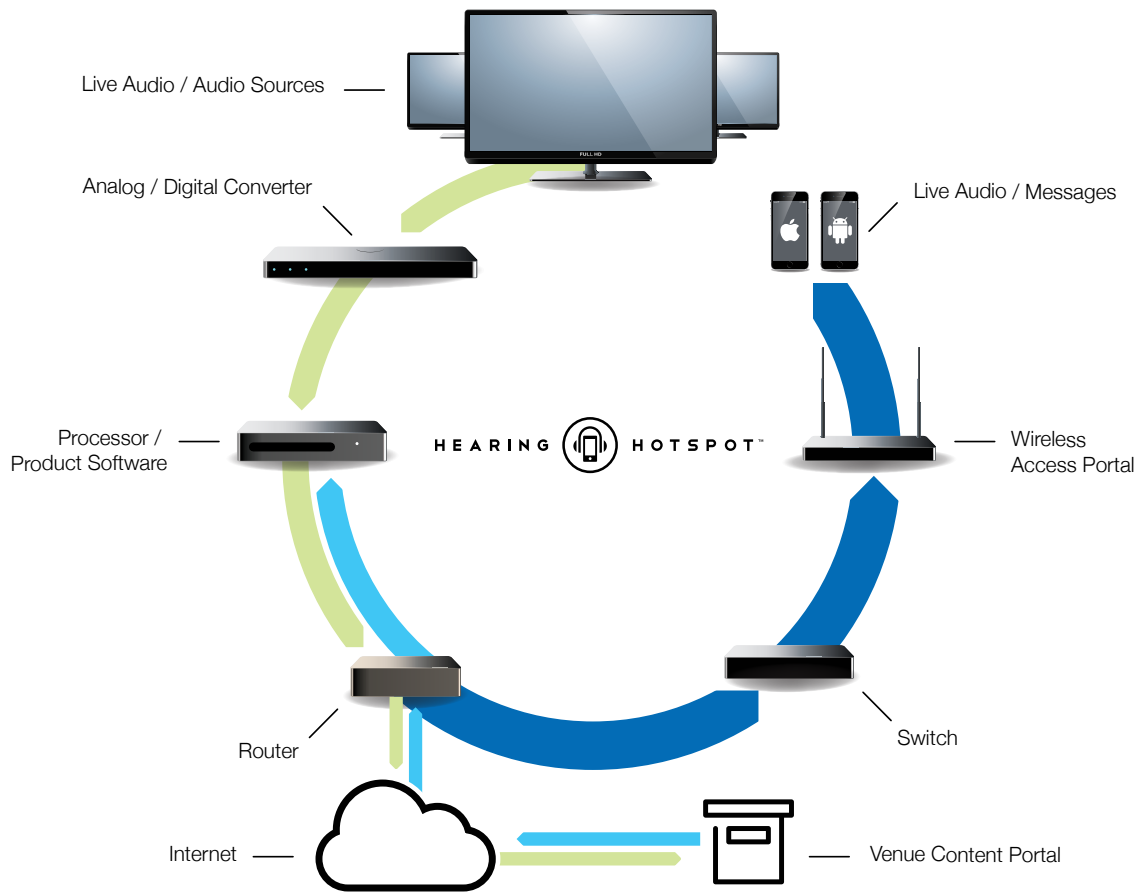 FULL HD
Live Audio / Audio Sources
Analog / Digital Converter
Live Audio / Messages
Processor /
Product Software
HEARING HOTSPOT™
Wireless
Access Portal
Router
Switch
Internet
Venue Content Portal